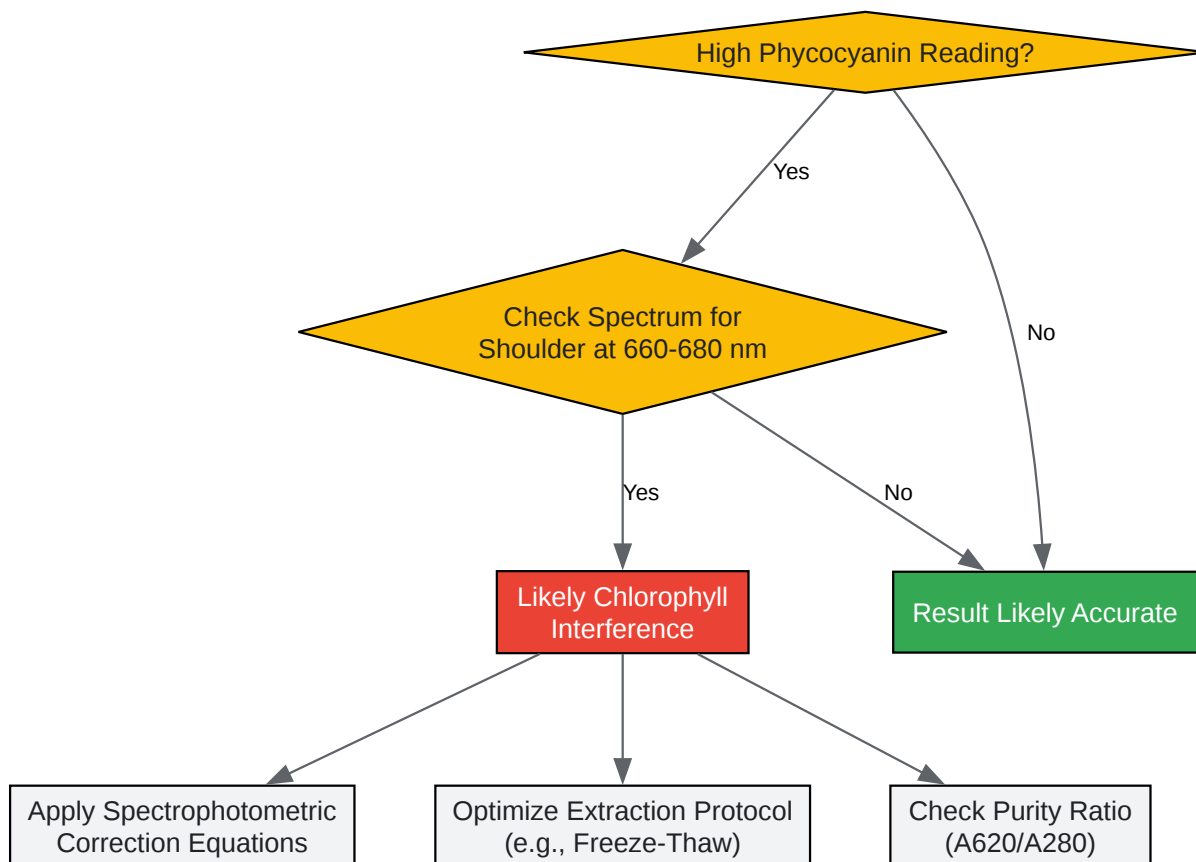 High Phycocyanin Reading?
Yes
Check Spectrum for
Shoulder at 660-680 nm
No
Yes
No
Likely Chlorophyll
Interference
Result Likely Accurate
Apply Spectrophotometric
Correction Equations
Optimize Extraction Protocol
(e.g., Freeze-Thaw)
Check Purity Ratio
(A620/A280)